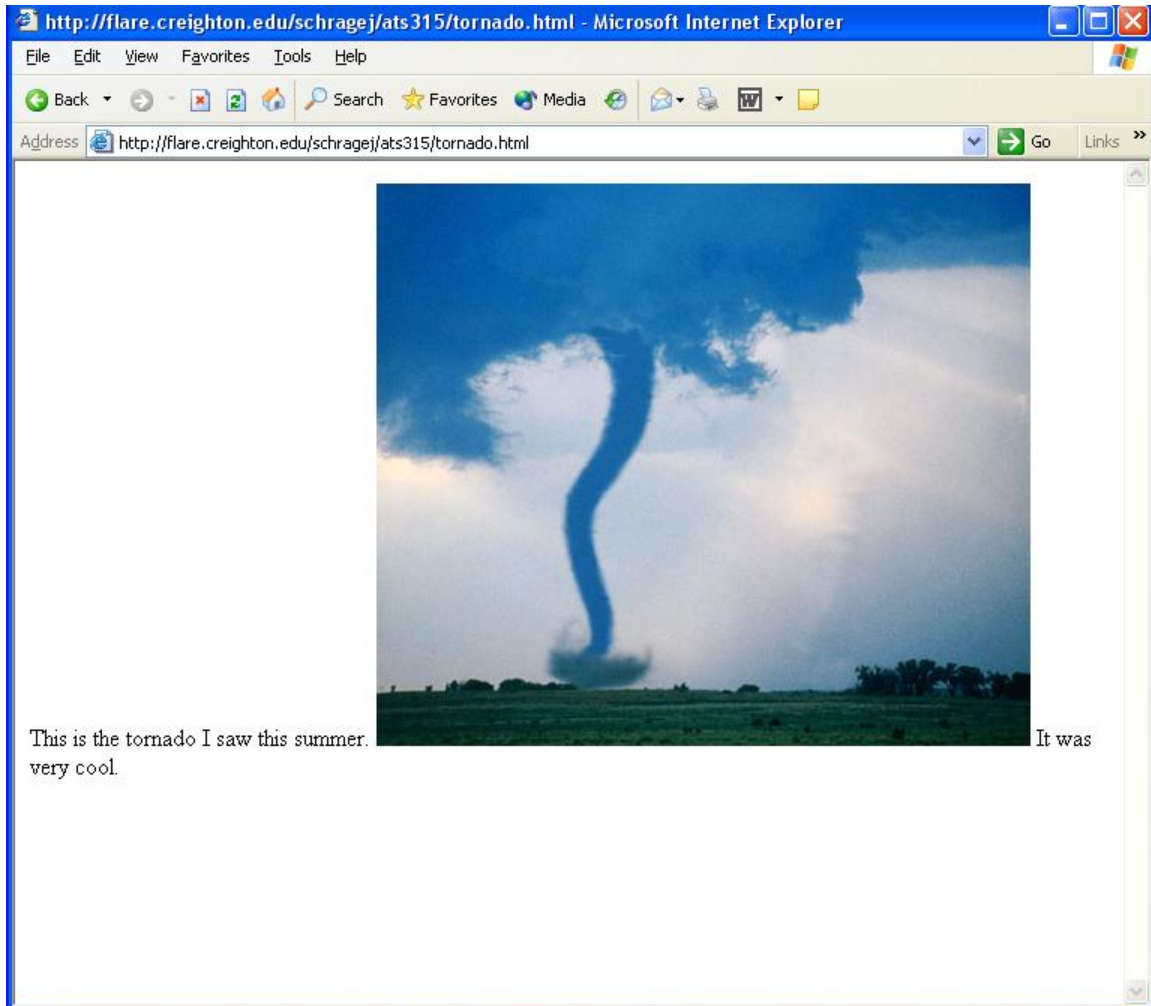 http://flare.creighton.edu/schragej/ats315/tornado.html - Microsoft Internet Explorer
File Edit View Favorites Tools Help
Back Search Favorites Media
Address http://flare.creighton.edu/schragej/ats315/tornado.html Go Links »
This is the tornado I saw this summer. It was
very cool.